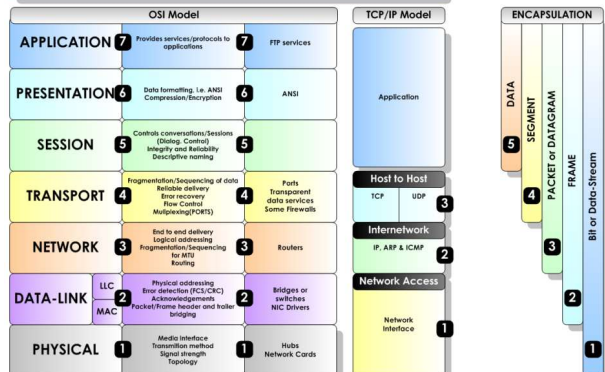 OSI Model
TCP/IP Model
ENCAPSULATION
APPLICATION 7
Provides services/protocols to
applications
7
FTP services
PRESENTATION 6
Data formatting, i.e. ANSI
Compression/Encryption
6
ANSI
SESSION 5
Controls conversations/Sessions
(Dialog. Control)
Integrity and Reliability
Descriptive naming
5
TRANSPORT 4
Fragmentation/Sequencing of data
Reliable delivery
Error recovery
Flow Control
Muliplexing(PORTS)
4
Ports
Transparent
data services
Some Firewalls
NETWORK 3
End to end delivery
Logical addressing
Fragmentation/Sequencing
for MTU
Routing
3
Routers
DATA-LINK
LLC
MAC
2
Physical addressing
Error detection (FCS/CRC)
Acknowledgements
Packet/Frame header and trailer
bridging
2
Bridges or
switches
NIC Drivers
PHYSICAL 1
Media interface
Transmition method
Signal strength
Topology
1
Hubs
Network Cards
Application
Host to Host
TCP
UDP
3
Internetwork
IP, ARP & ICMP
2
Network Access
Network
Interface
1
DATA
5
SEGMENT
4
PACKET or DATAGRAM
3
FRAME
2
Bit or Data-Stream
1